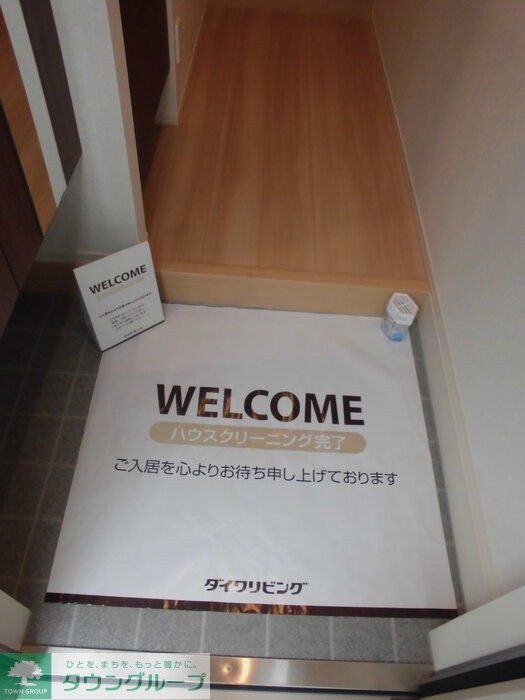 WELCOME
WELCOME
ハウスクリーニング完了
ご入居を心よりお待ち申し上げております
ダイワリビング
TOWN GROUP
ひとを、まちを、もっと豊かに。
タウングループ